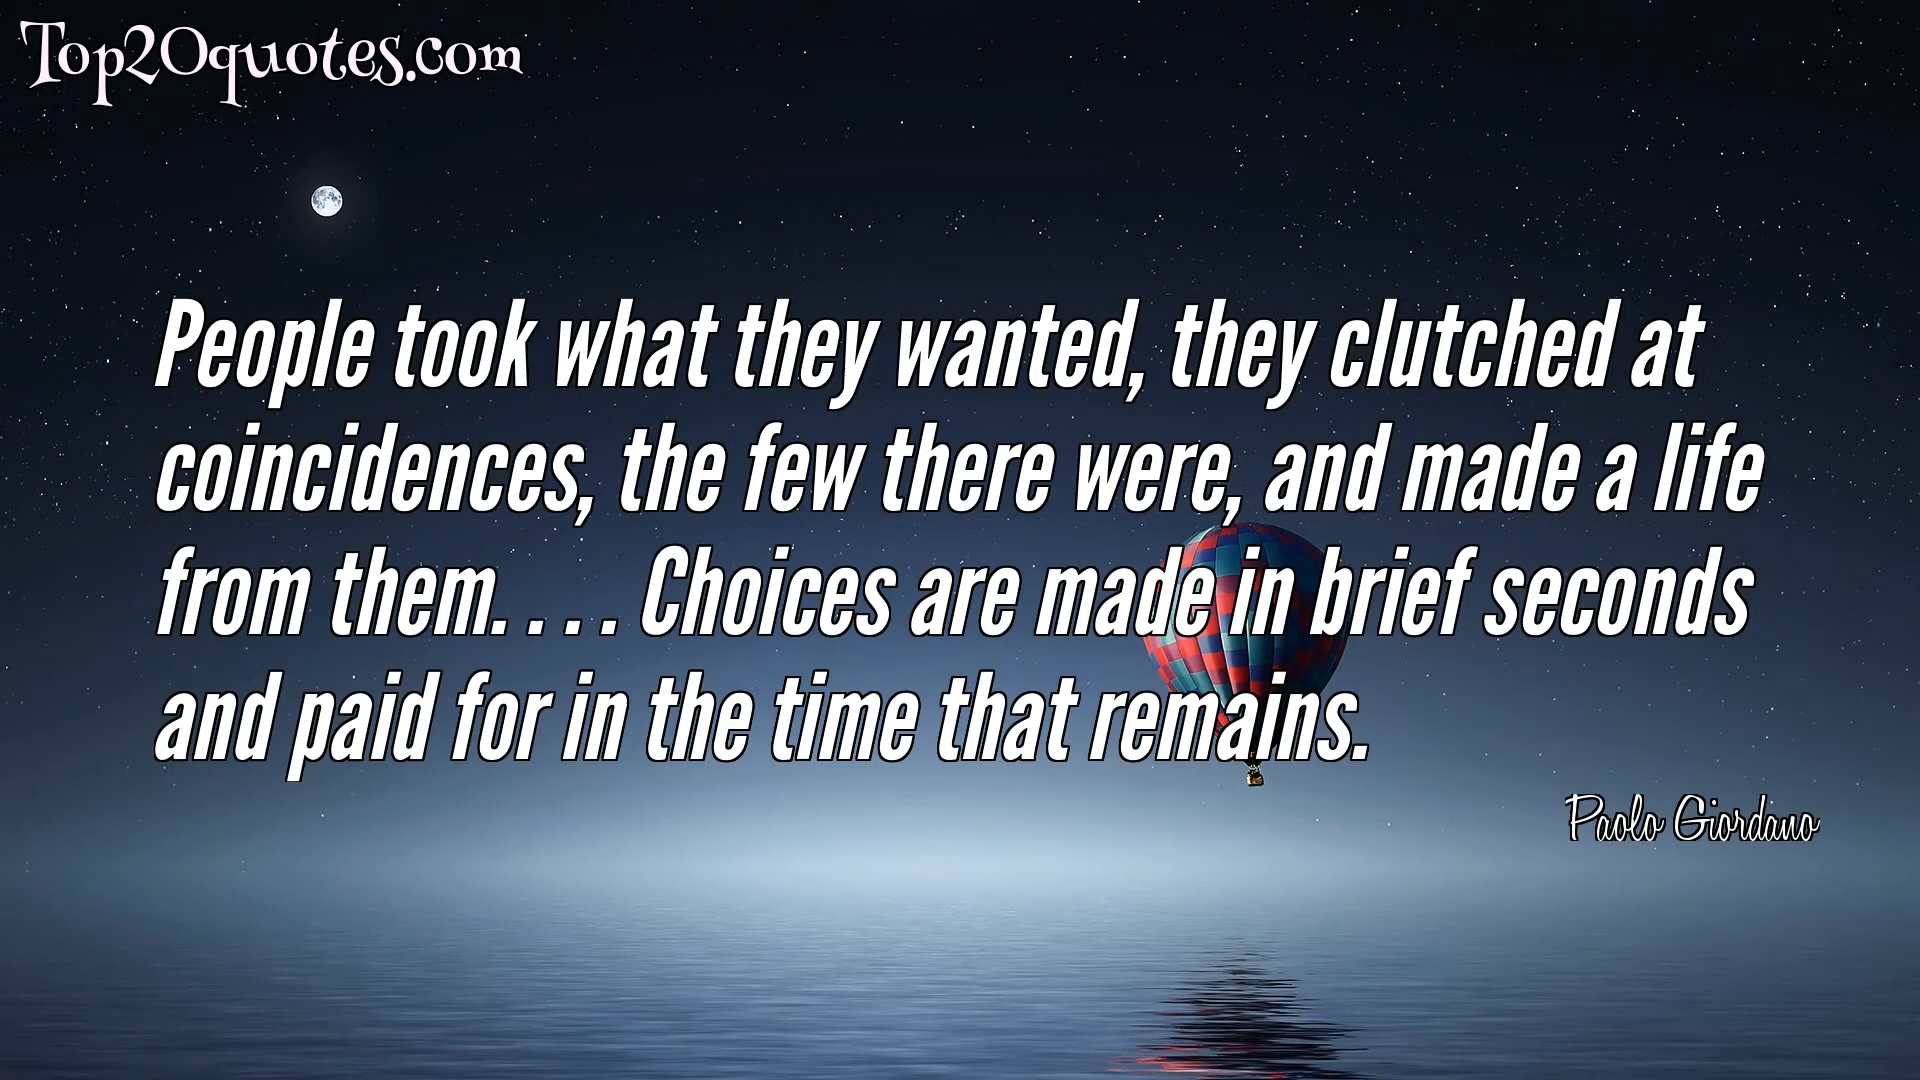 Top20quotes.com
People took what they wanted, they clutched at
coincidences, the few there were, and made a life
from them. . . . Choices are made in brief seconds
and paid for in the time that remains.
Paolo Giordano